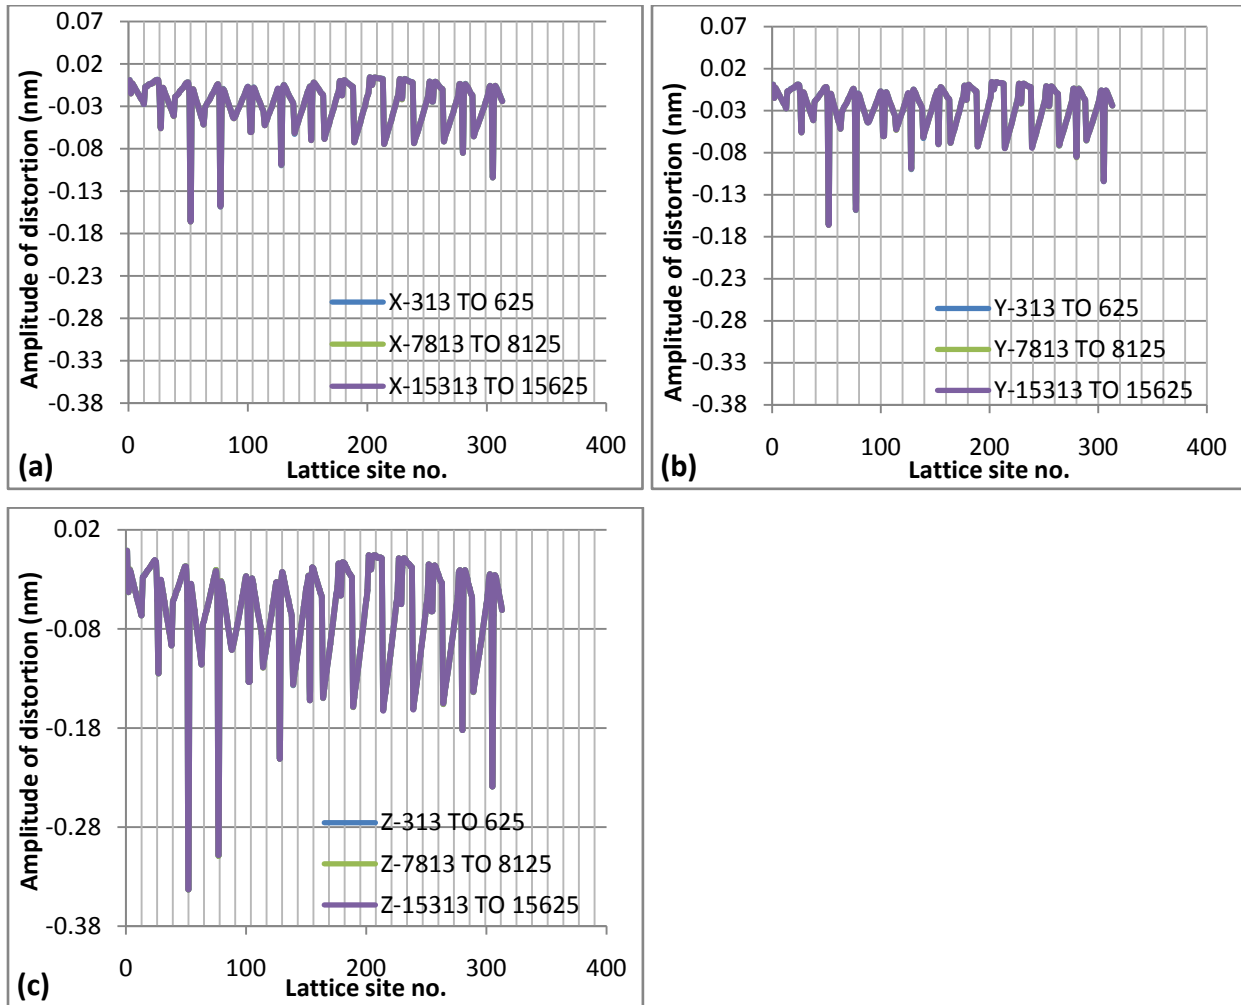 0.07
0.02
-0.03
-0.08
-0.13
-0.18
-0.23
-0.28
-0.33
-0.38
Amplitude of distortion (nm)
X-313 TO 625
X-7813 TO 8125
X-15313 TO 15625
0 100 200 300 400
Lattice site no.
(a)
0.07
0.02
-0.03
-0.08
-0.13
-0.18
-0.23
-0.28
-0.33
-0.38
Amplitude of distortion (nm)
Y-313 TO 625
Y-7813 TO 8125
Y-15313 TO 15625
0 100 200 300 400
Lattice site no.
(b)
0.02
-0.08
-0.18
-0.28
-0.38
Amplitude of distortion (nm)
Z-313 TO 625
Z-7813 TO 8125
Z-15313 TO 15625
0 100 200 300 400
Lattice site no.
(c)